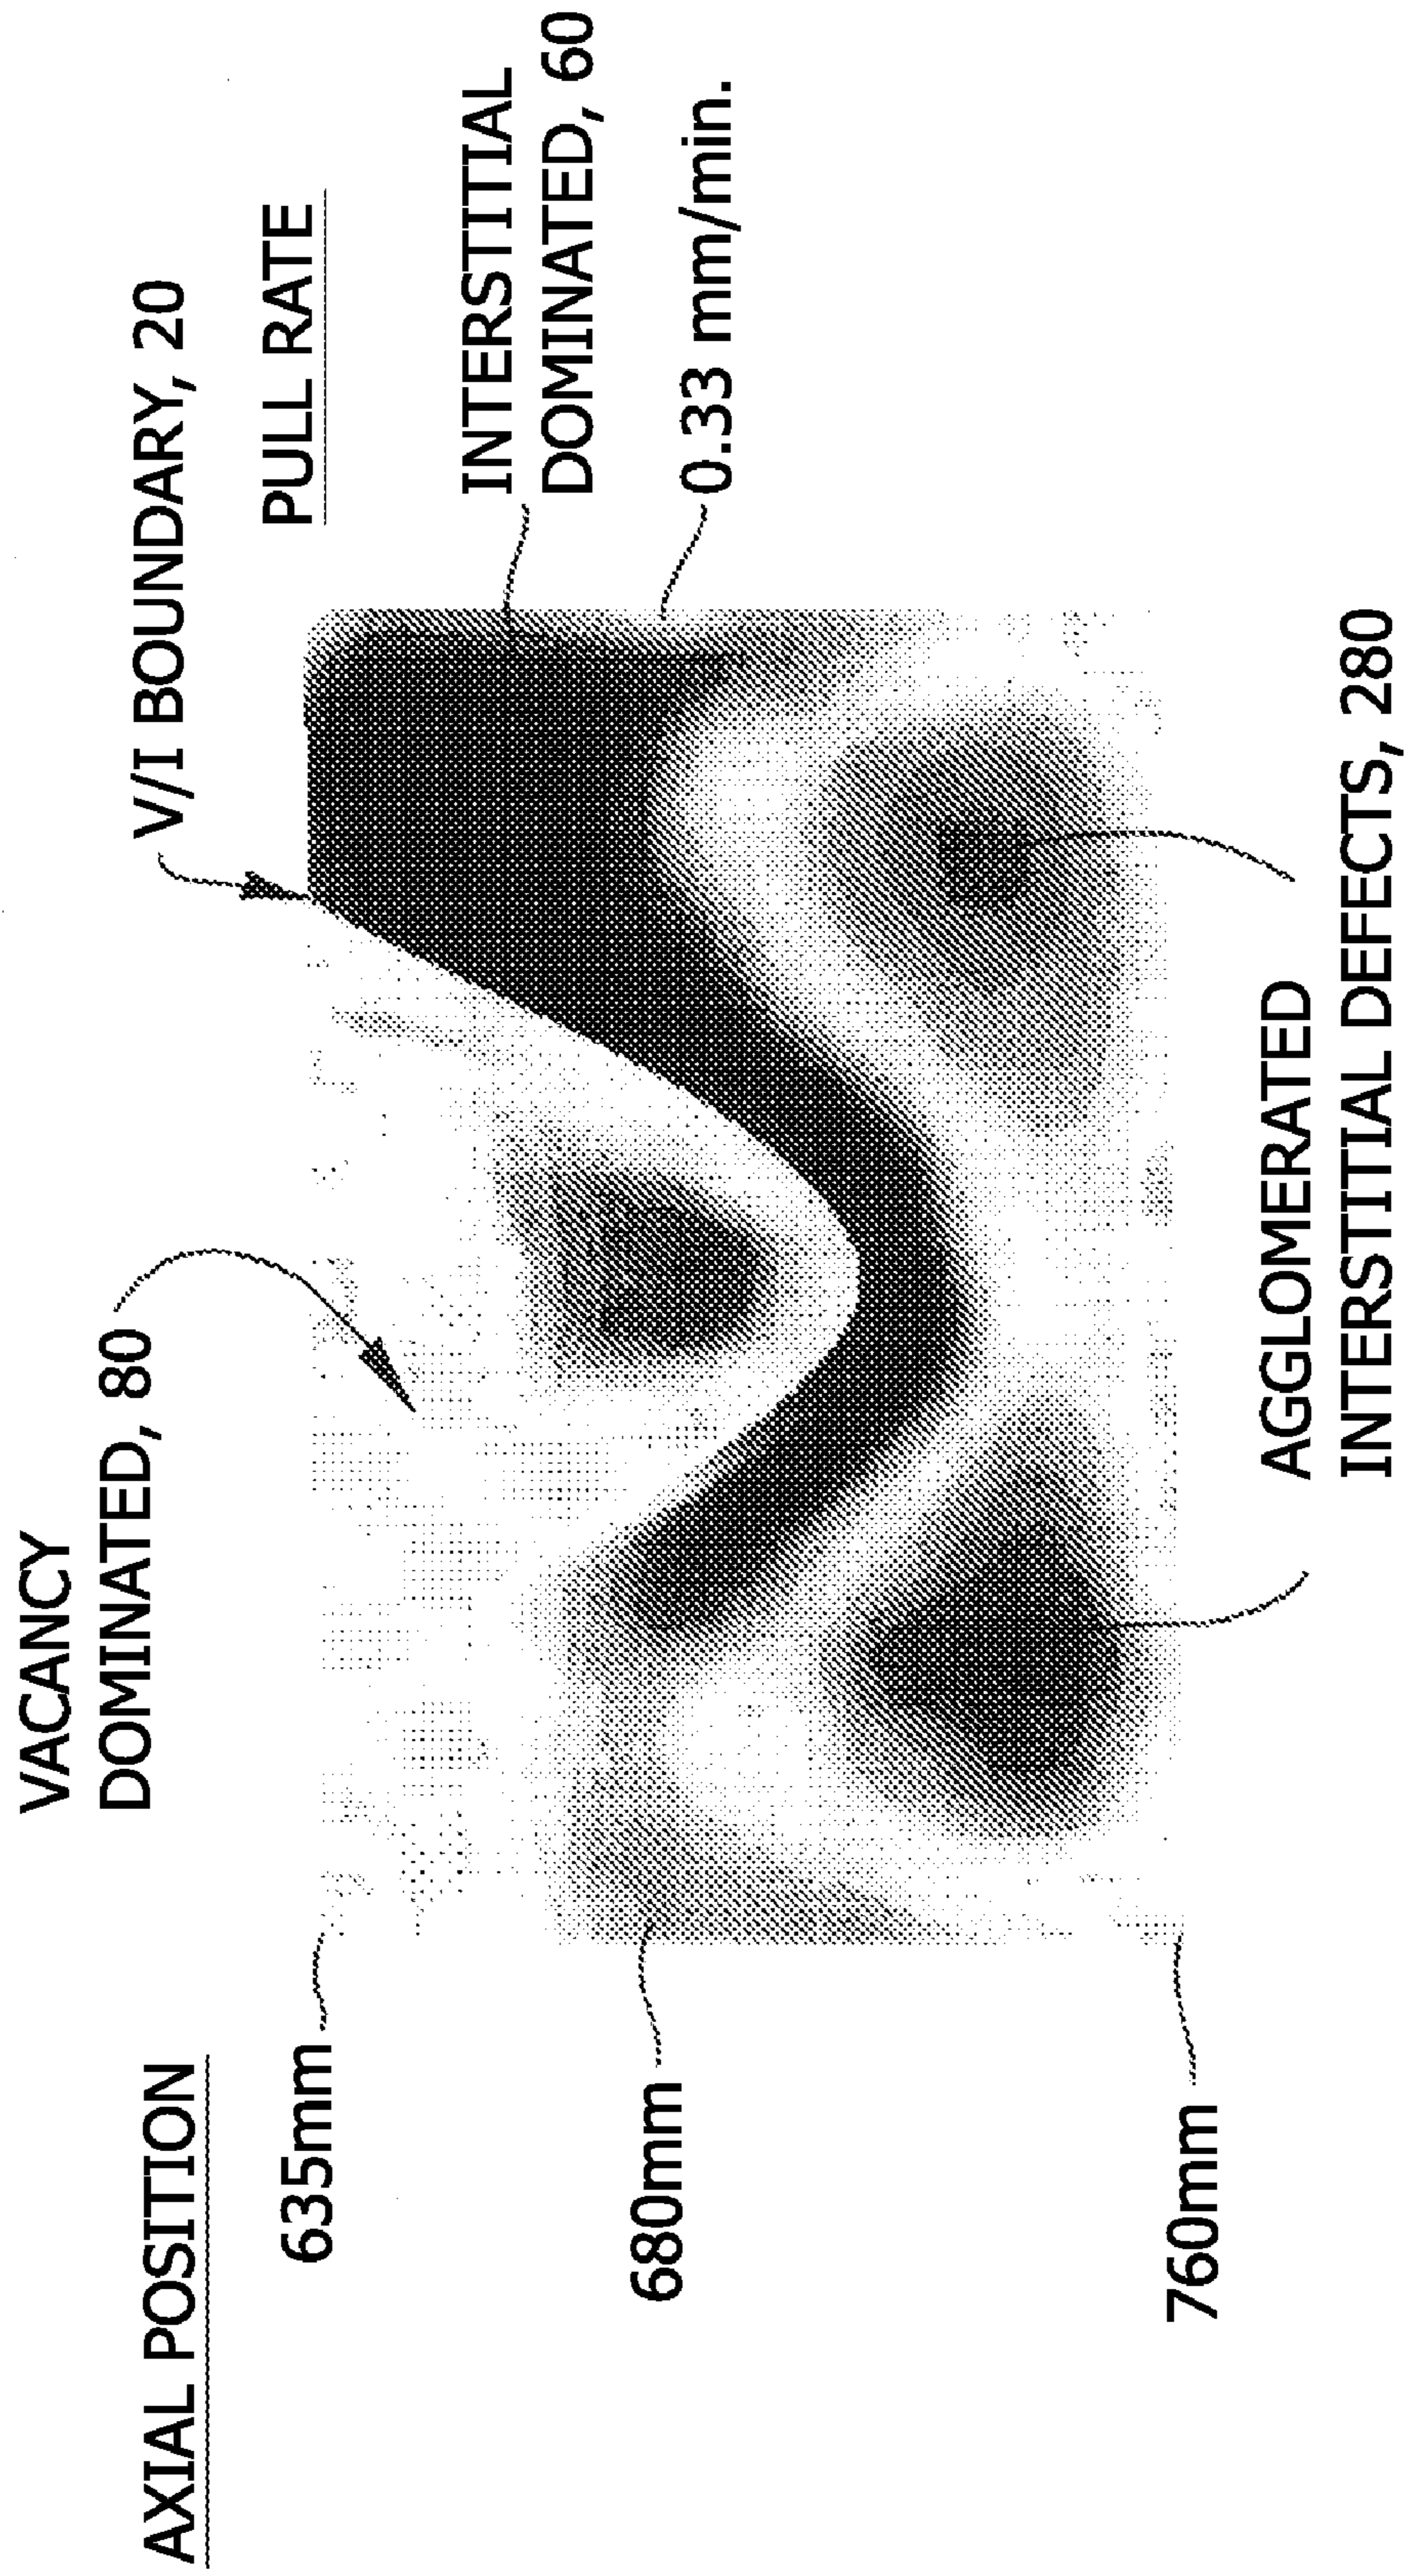 VACANCY
DOMINATED, 80
V/I BOUNDARY, 20
AXIAL POSITION
PULL RATE
635mm
INTERSTITIAL
DOMINATED, 60
680mm
0.33 mm/min.
760mm
AGGLOMERATED
INTERSTITIAL DEFECTS, 280